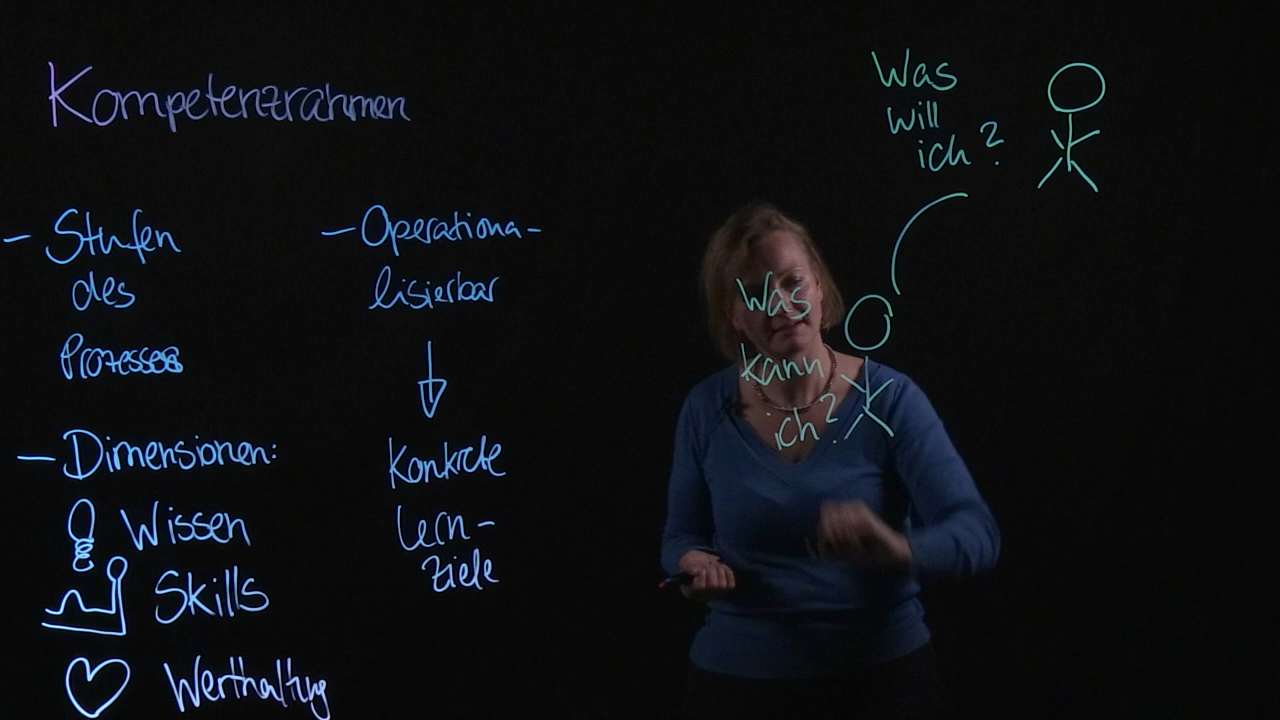 Kompetenzrahmen
- Stufen
des
Prozesses
- Dimensionen:
Wissen
Skills
Werthaltung
- Operationa-
lisierbar
Konkrete
Lern-
ziele
Was
will
ich?
Was
kann
ich?